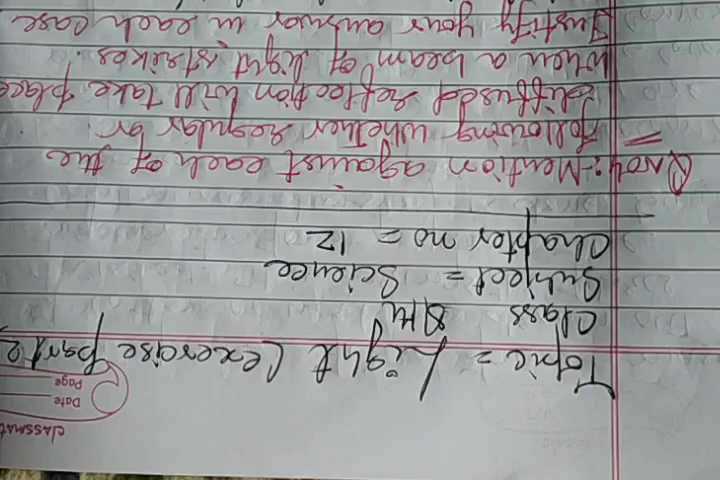 classmat
Date
Page
Topic = Light (exercise part 2
Class 8th
Subject = Science
Chapter no = 12
Q no4:- Mention against each of the
following whether regular or
diffused reflection will take place
when a beam of light strikes.
Justify your answer in each case